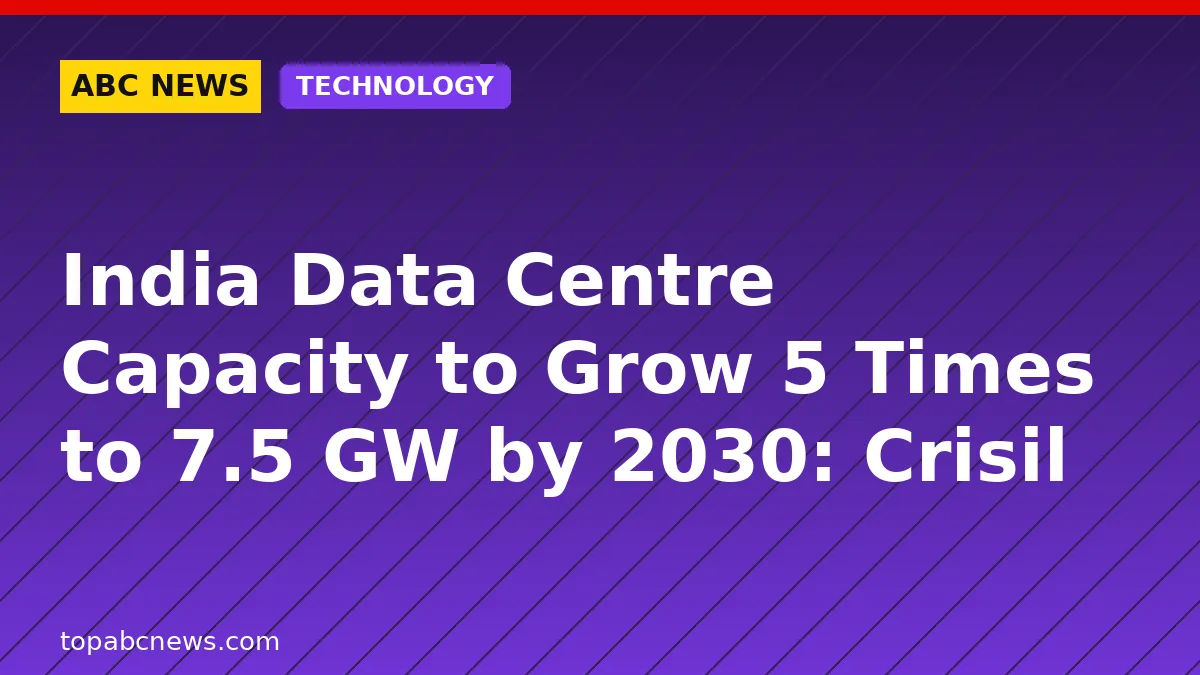 ABC NEWS
TECHNOLOGY
India Data Centre
Capacity to Grow 5 Times
to 7.5 GW by 2030: Crisil
topabcnews.com